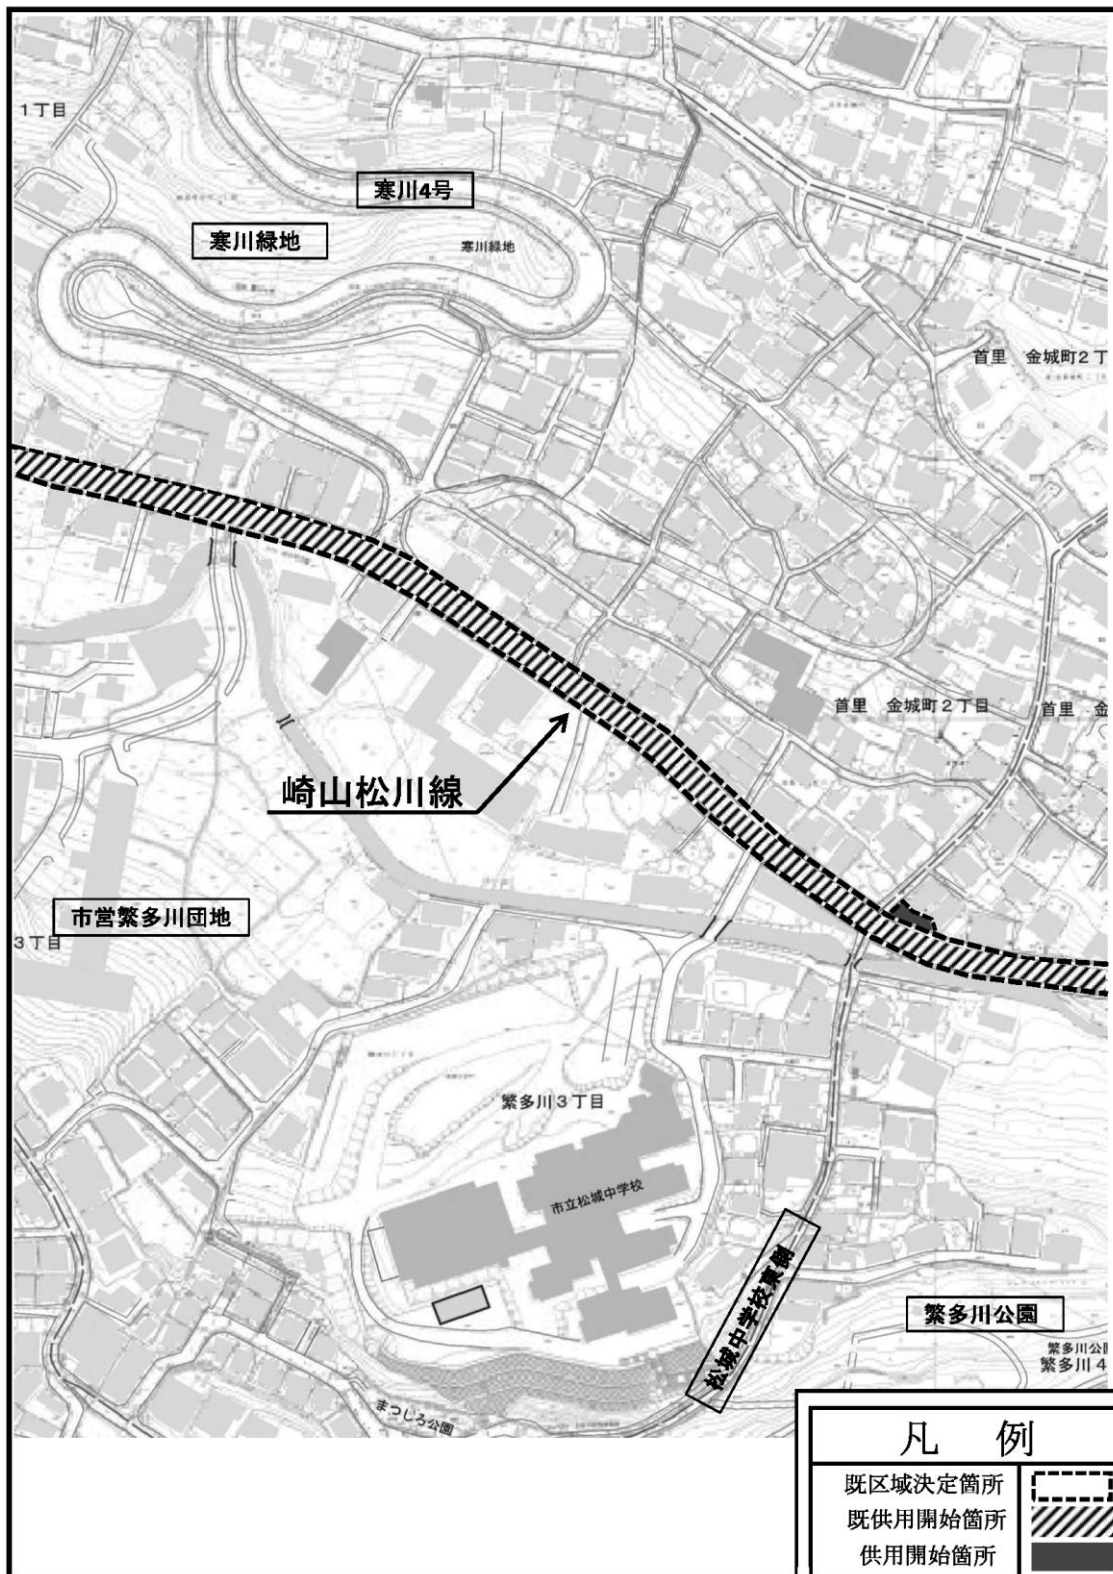 1丁目
寒川4号
寒川緑地
寒川緑地
首里 金城町2丁
首里 金城町2丁目
首里 金
崎山松川線
市営繁多川団地
3丁目
繁多川3丁目
市立松城中学校
松城中学校東側
繁多川公園
繁多川公園
繁多川4
まつしろ公園
凡 例
既区域決定箇所
既供用開始箇所
供用開始箇所